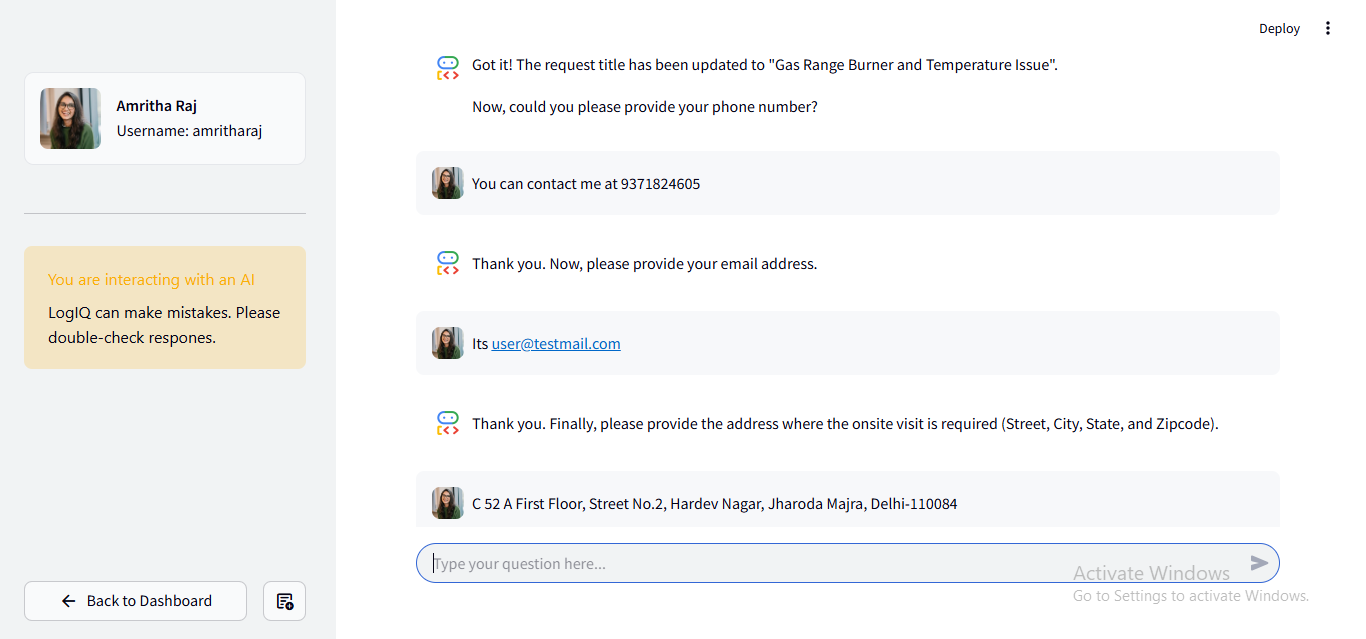 Deploy
Amritha Raj
Username: amritharaj
You are interacting with an AI
LogIQ can make mistakes. Please
double-check respones.
Back to Dashboard
Got it! The request title has been updated to "Gas Range Burner and Temperature Issue".
Now, could you please provide your phone number?
You can contact me at 9371824605
Thank you. Now, please provide your email address.
Its user@testmail.com
Thank you. Finally, please provide the address where the onsite visit is required (Street, City, State, and Zipcode).
C 52 A First Floor, Street No.2, Hardev Nagar, Jharoda Majra, Delhi-110084
Type your question here...
Activate Windows
Go to Settings to activate Windows.